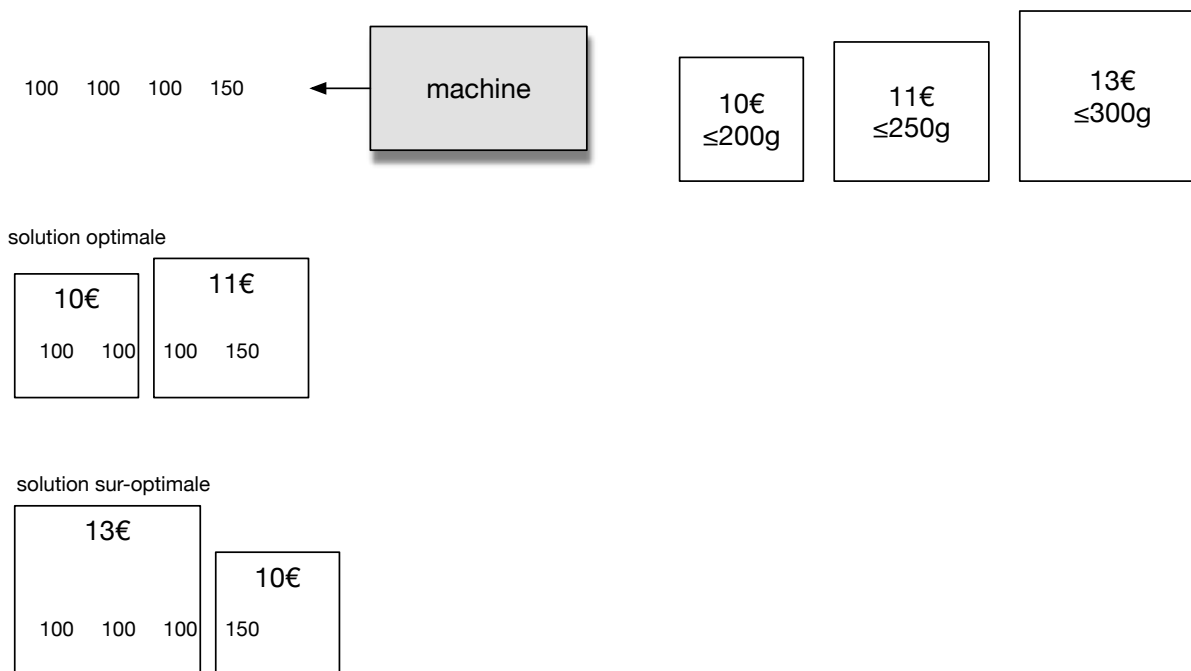 100 100 100 150
machine
10€
≤200g
11€
≤250g
13€
≤300g
solution optimale
10€
100 100
11€
100 150
solution sur-optimale
13€
100 100 100
10€
150